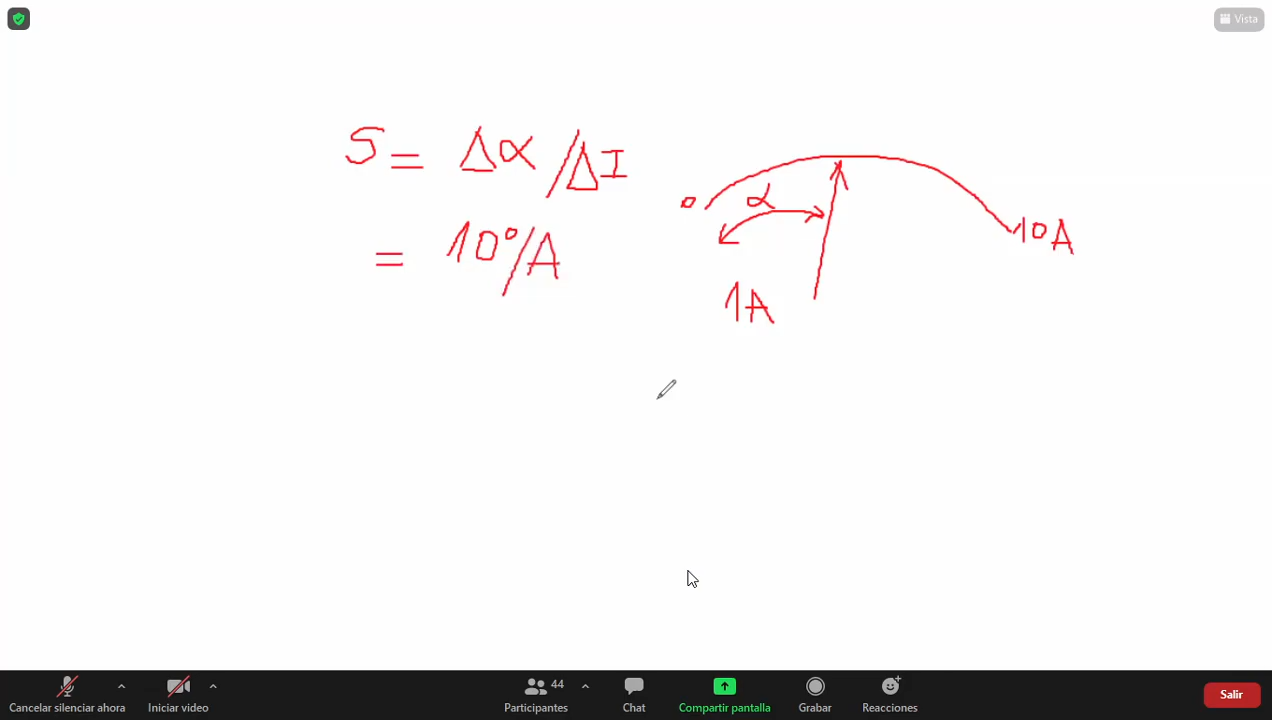 Vista
S = Δα/ΔI
= 10°/A
0
α
10A
1A
44
Cancelar silenciar ahora
Iniciar video
Participantes
Chat
Compartir pantalla
Grabar
Reacciones
Salir